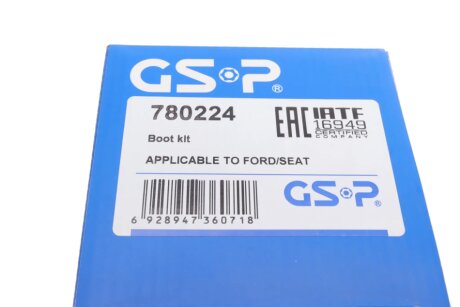 GSP®
780224
EAC IATF
16949
CERTIFIED
COMPANY
Boot kit
APPLICABLE TO FORD/SEAT
GSP®
6 928947 360718